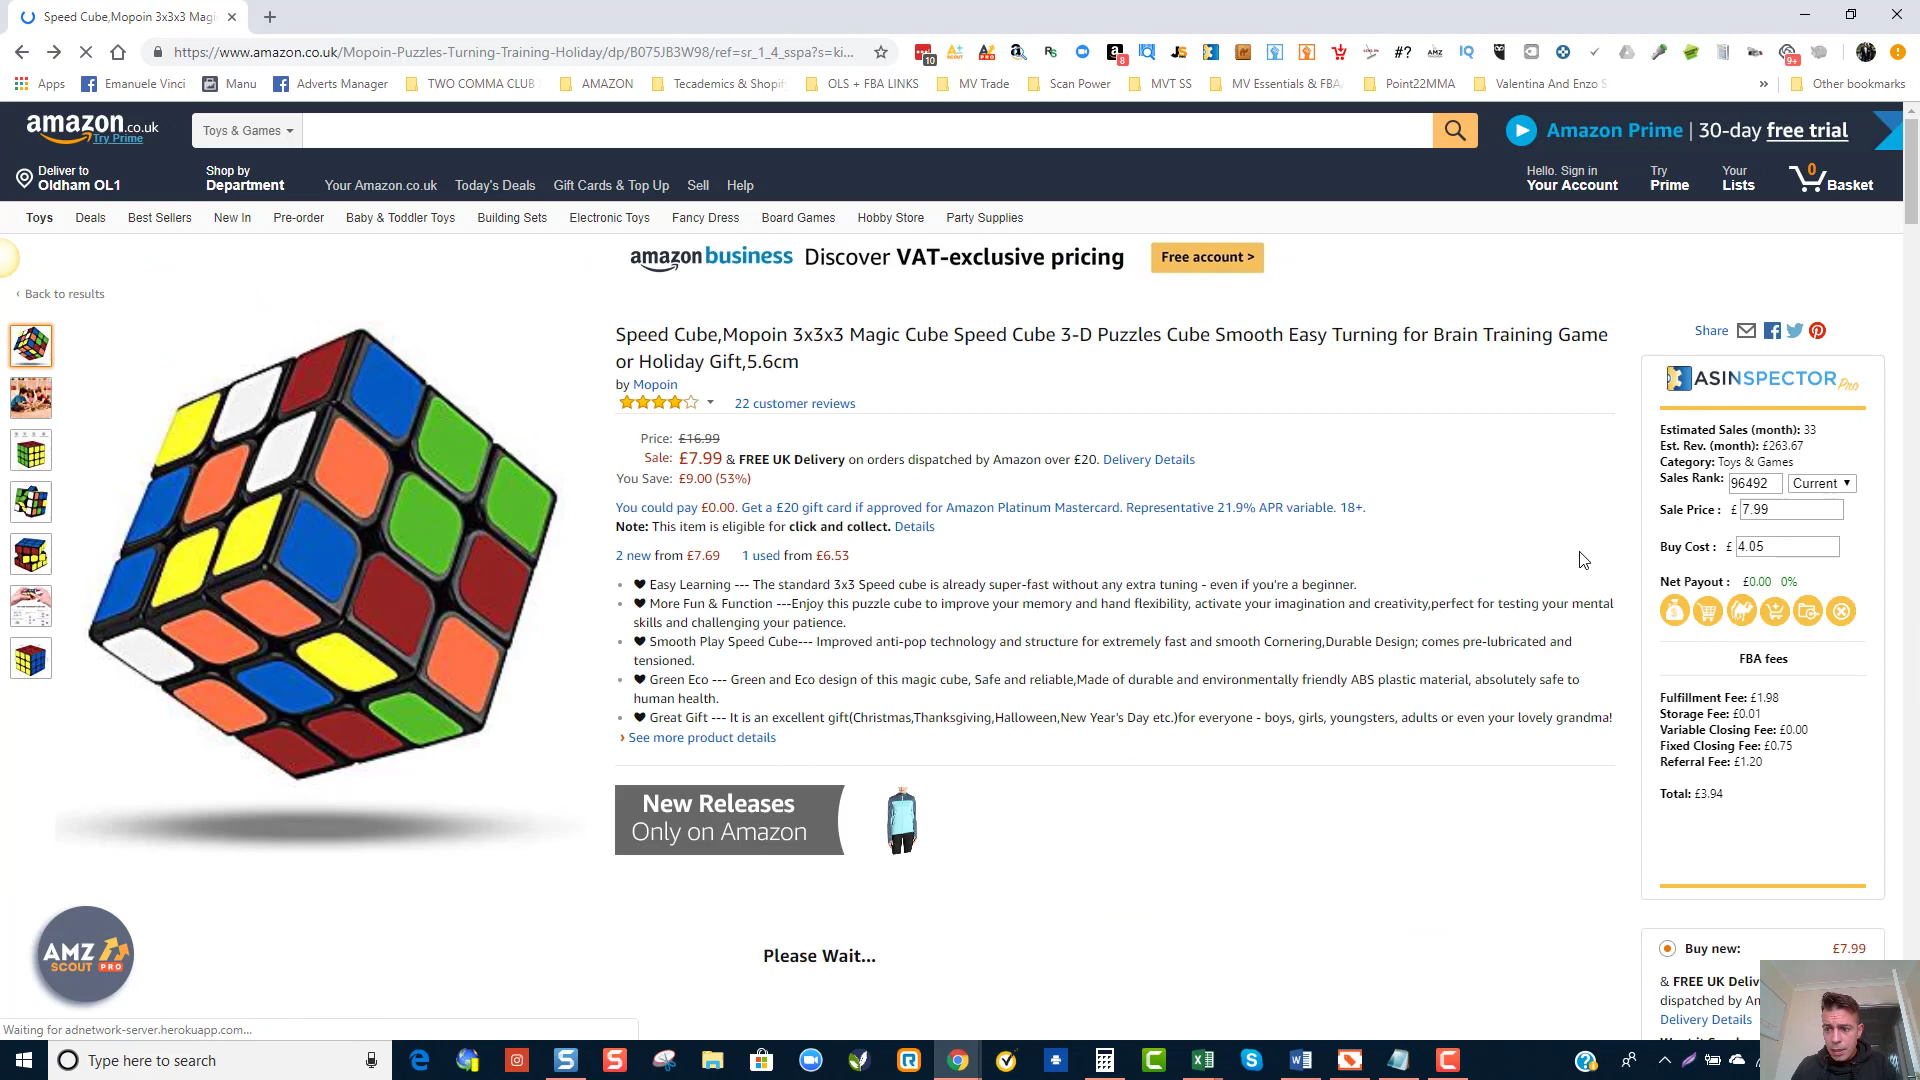 Speed Cube,Mopoin 3x3x3 Magi
https://www.amazon.co.uk/Mopoin-Puzzles-Turning-Training-Holiday/dp/B075JB3W98/ref=sr_1_4_sspa?s=ki...
Apps
Emanuele Vinci
Manu
Adverts Manager
TWO COMMA CLUB
AMAZON
Tecademics & Shopif
OLS + FBA LINKS
MV Trade
Scan Power
MVT SS
MV Essentials & FBA
Point22MMA
Valentina And Enzo S
Other bookmarks
amazon.co.uk
Try Prime
Toys & Games
Amazon Prime | 30-day free trial
Deliver to
Oldham OL1
Shop by
Department
Your Amazon.co.uk
Today's Deals
Gift Cards & Top Up
Sell
Help
Hello. Sign in
Your Account
Try
Prime
Your
Lists
0
Basket
Toys
Deals
Best Sellers
New In
Pre-order
Baby & Toddler Toys
Building Sets
Electronic Toys
Fancy Dress
Board Games
Hobby Store
Party Supplies
amazon business Discover VAT-exclusive pricing
Free account >
‹ Back to results
Speed Cube,Mopoin 3x3x3 Magic Cube Speed Cube 3-D Puzzles Cube Smooth Easy Turning for Brain Training Game
or Holiday Gift,5.6cm
by Mopoin
22 customer reviews
Price: £16.99
Sale: £7.99 & FREE UK Delivery on orders dispatched by Amazon over £20. Delivery Details
You Save: £9.00 (53%)
You could pay £0.00. Get a £20 gift card if approved for Amazon Platinum Mastercard. Representative 21.9% APR variable. 18+.
Note: This item is eligible for click and collect. Details
2 new from £7.69 1 used from £6.53
♥ Easy Learning --- The standard 3x3 Speed cube is already super-fast without any extra tuning - even if you're a beginner.
♥ More Fun & Function ---Enjoy this puzzle cube to improve your memory and hand flexibility, activate your imagination and creativity,perfect for testing your mental
skills and challenging your patience.
♥ Smooth Play Speed Cube--- Improved anti-pop technology and structure for extremely fast and smooth Cornering,Durable Design; comes pre-lubricated and
tensioned.
♥ Green Eco --- Green and Eco design of this magic cube, Safe and reliable,Made of durable and environmentally friendly ABS plastic material, absolutely safe to
human health.
♥ Great Gift --- It is an excellent gift(Christmas,Thanksgiving,Halloween,New Year's Day etc.)for everyone - boys, girls, youngsters, adults or even your lovely grandma!
› See more product details
New Releases
Only on Amazon
Please Wait...
Share
ASINSPECTOR Pro
Estimated Sales (month): 33
Est. Rev. (month): £263.67
Category: Toys & Games
Sales Rank: 96492 Current
Sale Price : £ 7.99
Buy Cost : £ 4.05
Net Payout : £0.00 0%
FBA fees
Fulfillment Fee: £1.98
Storage Fee: £0.01
Variable Closing Fee: £0.00
Fixed Closing Fee: £0.75
Referral Fee: £1.20
Total: £3.94
Buy new: £7.99
& FREE UK Deliv
dispatched by Am
Delivery Details
AMZ
SCOUT PRO
Waiting for adnetwork-server.herokuapp.com...
Type here to search